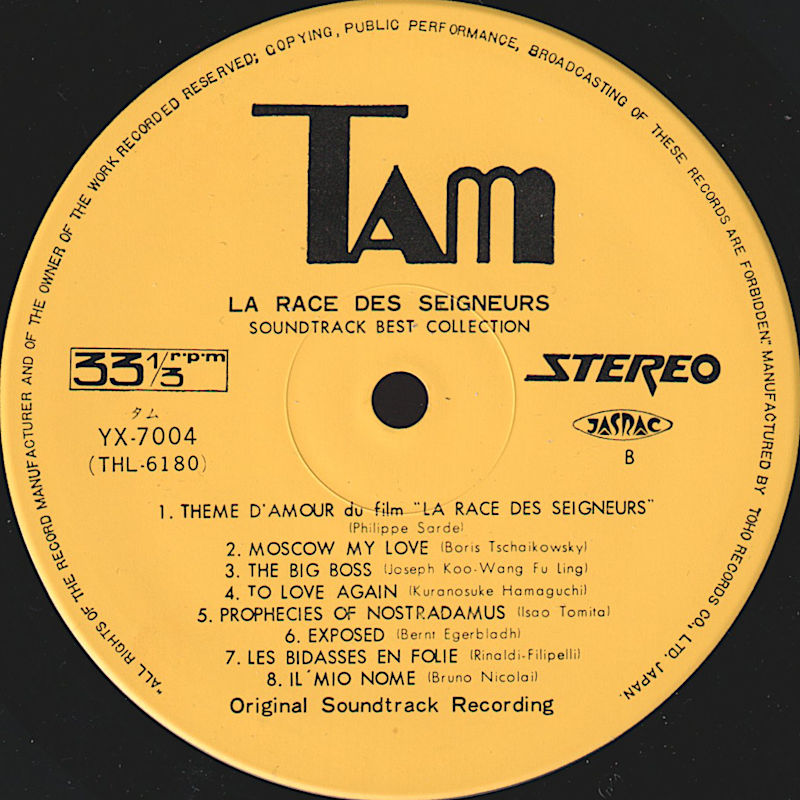 "ALL RIGHTS OF THE RECORD MANUFACTURER AND OF THE OWNER OF THE WORK RECORDED RESERVED; COPYING, PUBLIC PERFORMANCE, BROADCASTING OF THESE RECORDS ARE FORBIDDEN." MANUFACTURED BY TOHO RECORDS CO., LTD. JAPAN.
TAM
LA RACE DES SEIGNEURS
SOUNDTRACK BEST COLLECTION
33 1/3 r·p·m
STEREO
タム
YX-7004
(THL-6180)
JASRAC
B
1. THEME D'AMOUR du film "LA RACE DES SEIGNEURS"
(Philippe Sarde)
2. MOSCOW MY LOVE (Boris Tschaikowsky)
3. THE BIG BOSS (Joseph Koo-Wang Fu Ling)
4. TO LOVE AGAIN (Kuranosuke Hamaguchi)
5. PROPHECIES OF NOSTRADAMUS (Isao Tomita)
6. EXPOSED (Bernt Egerbladh)
7. LES BIDASSES EN FOLIE (Rinaldi-Filipelli)
8. IL'MIO NOME (Bruno Nicolai)
Original Soundtrack Recording